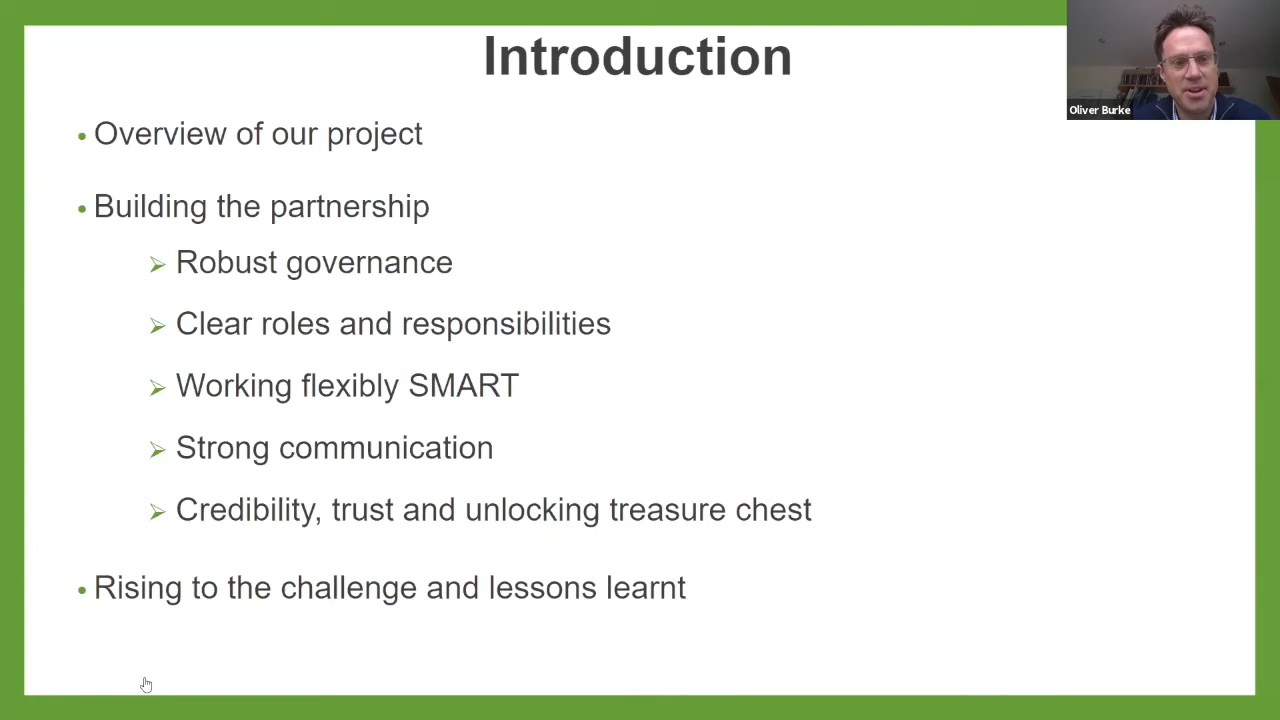 Introduction
Oliver Burke
• Overview of our project
• Building the partnership
➢ Robust governance
➢ Clear roles and responsibilities
➢ Working flexibly SMART
➢ Strong communication
➢ Credibility, trust and unlocking treasure chest
• Rising to the challenge and lessons learnt